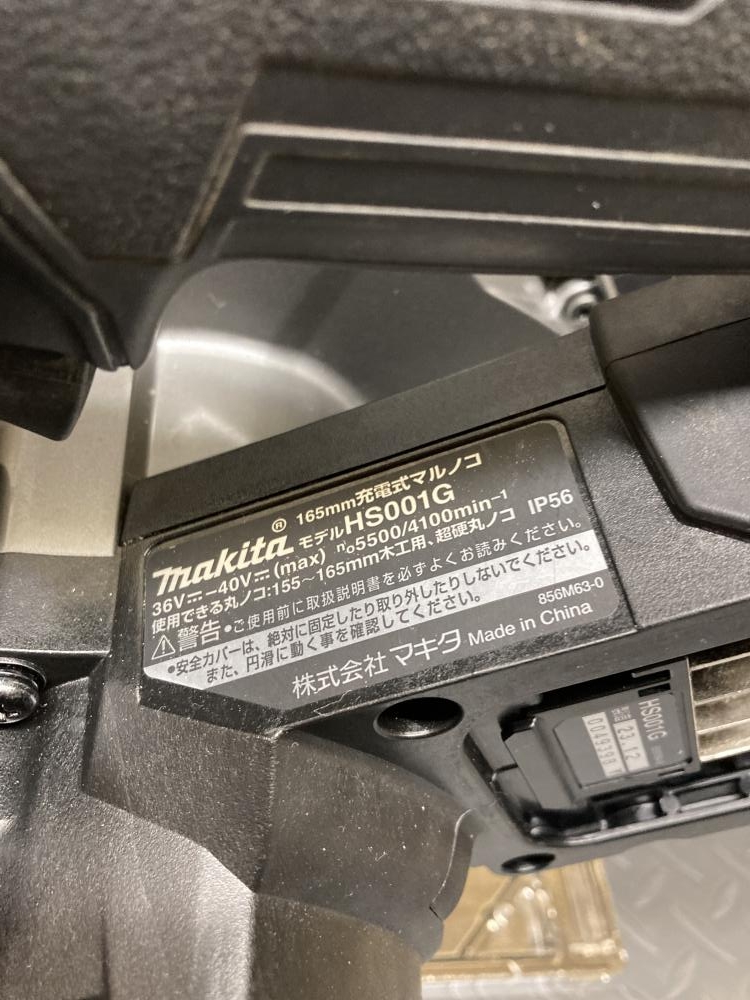 165mm充電式マルノコ
makita® モデルHS001G
36V⎓-40V⎓(max) n₀5500/4100min⁻¹ IP56
使用できる丸ノコ:155〜165mm木工用、超硬丸ノコ
⚠警告●ご使用前に取扱説明書を必ずよくお読みください。
●安全カバーは、絶対に固定したり取り外したりしないでください。
また、円滑に動く事を確認してください。
856M63-0
株式会社マキタ Made in China
HS001G
23.12